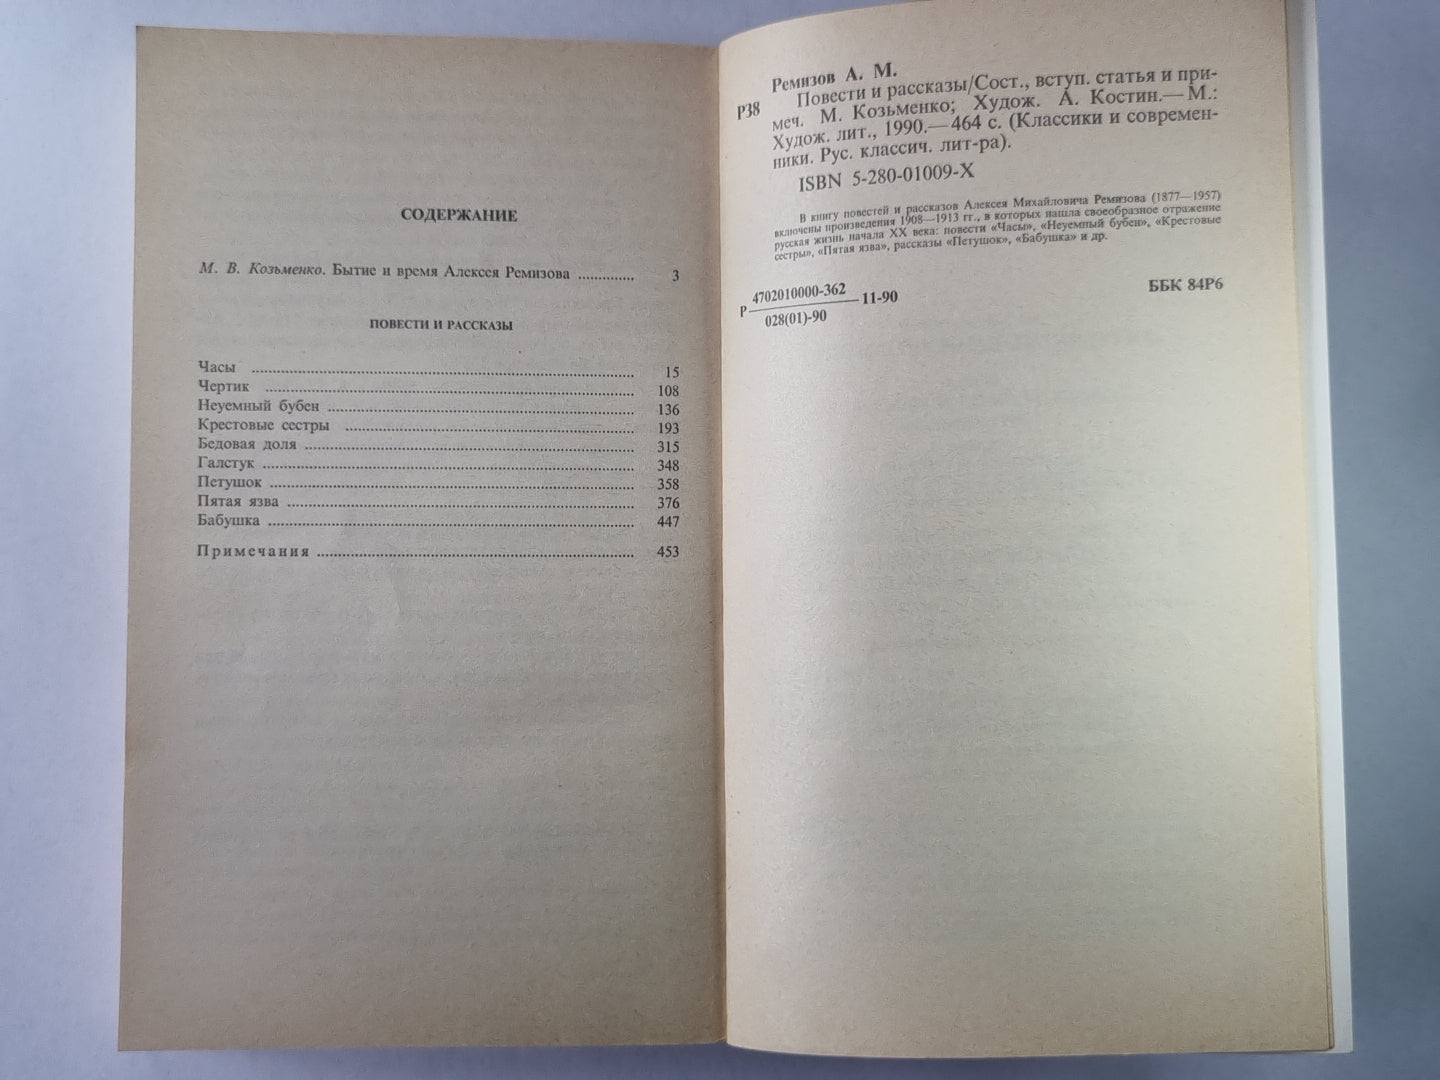 СОДЕРЖАНИЕ
М. В. Козьменко. Бытие и время Алексея Ремизова .............. 3
ПОВЕСТИ И РАССКАЗЫ
Часы .............. 15
Чертик .............. 108
Неуемный бубен .............. 136
Крестовые сестры .............. 193
Бедовая доля .............. 315
Галстук .............. 348
Петушок .............. 358
Пятая язва .............. 376
Бабушка .............. 447
Примечания .............. 453
Ремизов А. М.
Р38 Повести и рассказы/Сост., вступ. статья и при-
меч. М. Козьменко; Худож. А. Костин.— М.:
Худож. лит., 1990.— 464 с. (Классики и современ-
ники. Рус. классич. лит-ра).
ISBN 5-280-01009-X
В книгу повестей и рассказов Алексея Михайловича Ремизова (1877—1957)
включены произведения 1908—1913 гг., в которых нашла своеобразное отражение
русская жизнь начала XX века: повести «Часы», «Неуемный бубен», «Крестовые
сестры», «Пятая язва», рассказы «Петушок», «Бабушка» и др.
Р 4702010000-362 11-90
028(01)-90
ББК 84Р6